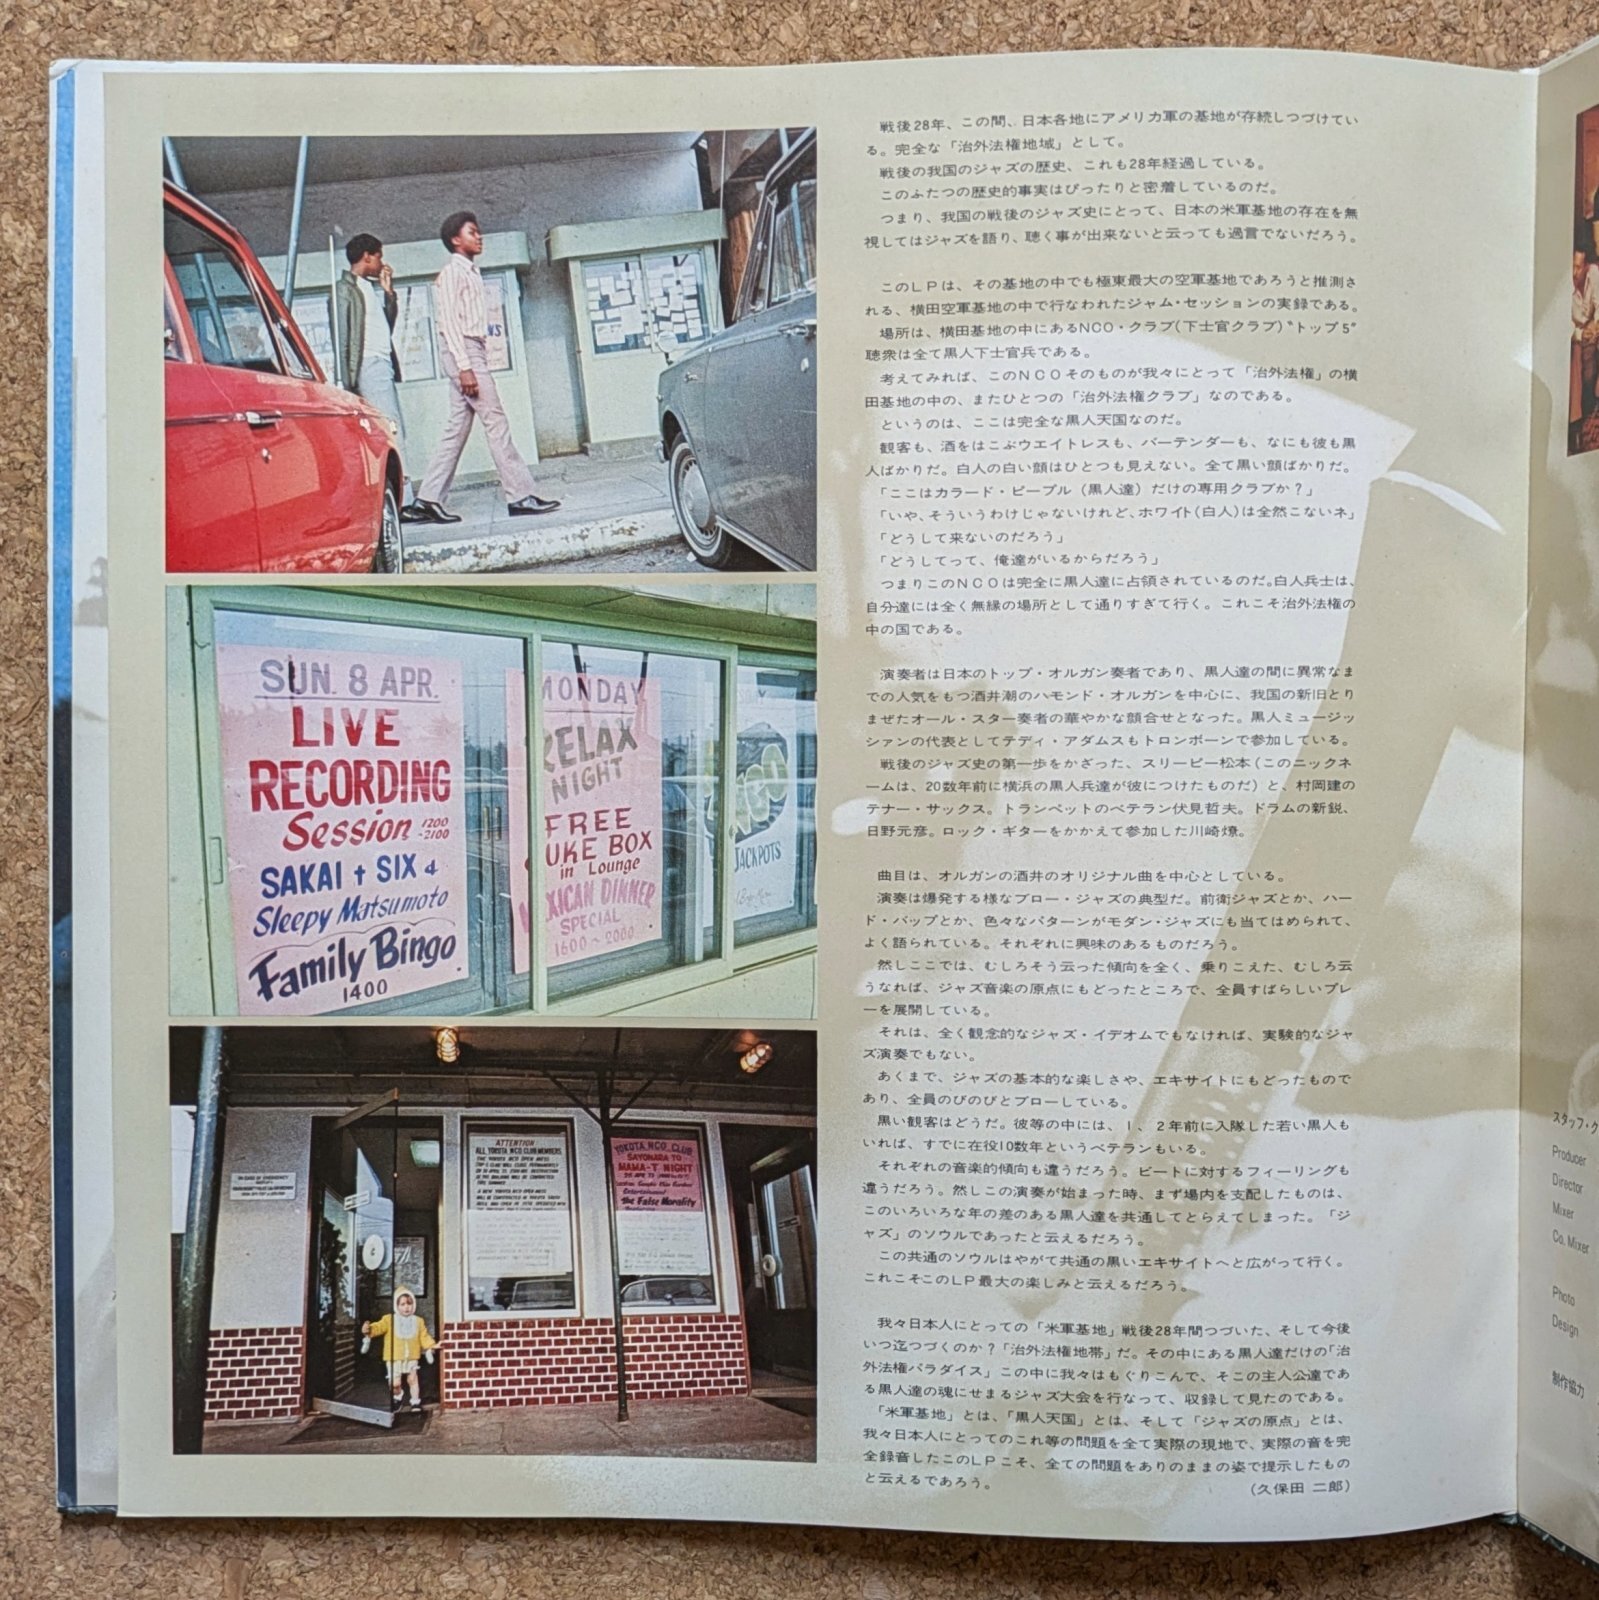 SUN. 8 APR.
LIVE
RECORDING
Session 1200
-2100
SAKAI + SIX
Sleepy Matsumoto
Family Bingo
1400
MONDAY
RELAX
NIGHT
FREE
JUKE BOX
in Lounge
MEXICAN DINNER
SPECIAL
1600~2000
JACKPOTS
ATTENTION
ALL YOKOTA NCO CLUB MEMBERS
YOKOTA NCO CLUB
SAYONARA TO
MAMA-T NIGHT
Entertainment
the False Morality
戦後28年、この間、日本各地にアメリカ軍の基地が存続しつづけてい
る。完全な「治外法権地域」として。
戦後の我国のジャズの歴史、これも28年経過している。
このふたつの歴史的事実はぴったりと密着しているのだ。
つまり、我国の戦後のジャズ史にとって、日本の米軍基地の存在を無
視してはジャズを語り、聴く事が出来ないと云っても過言でないだろう。
このLPは、その基地の中でも極東最大の空軍基地であろうと推測さ
れる、横田空軍基地の中で行なわれたジャム・セッションの実録である。
場所は、横田基地の中にあるNCO・クラブ(下士官クラブ)“トップ5”
聴衆は全て黒人下士官兵である。
考えてみれば、このNCOそのものが我々にとって「治外法権」の横
田基地の中の、またひとつの「治外法権クラブ」なのである。
というのは、ここは完全な黒人天国なのだ。
観客も、酒をはこぶウエイトレスも、バーテンダーも、なにも彼も黒
人ばかりだ。白人の白い顔はひとつも見えない。全て黒い顔ばかりだ。
「ここはカラード・ピープル(黒人達)だけの専用クラブか?」
「いや、そういうわけじゃないけれど、ホワイト(白人)は全然こないネ」
「どうして来ないのだろう」
「どうしてって、俺達がいるからだろう」
つまりこのNCOは完全に黒人達に占領されているのだ。白人兵士は、
自分達には全く無縁の場所として通りすぎて行く。これこそ治外法権の
中の国である。
演奏者は日本のトップ・オルガン奏者であり、黒人達の間に異常なま
での人気をもつ酒井潮のハモンド・オルガンを中心に、我国の新旧とり
まぜたオール・スター奏者の華やかな顔合せとなった。黒人ミュージッ
シァンの代表としてテディ・アダムスもトロンボーンで参加している。
戦後のジャズ史の第一歩をかざった、スリーピー松本(このニックネ
ームは、20数年前に横浜の黒人兵達が彼につけたものだ)と、村岡建の
テナー・サックス。トランペットのベテラン伏見哲夫。ドラムの新鋭、
日野元彦。ロック・ギターをかかえて参加した川崎燎。
曲目は、オルガンの酒井のオリジナル曲を中心としている。
演奏は爆発する様なブロー・ジャズの典型だ。前衛ジャズとか、ハー
ド・バップとか、色々なパターンがモダン・ジャズにも当てはめられて、
よく語られている。それぞれに興味のあるものだろう。
然しここでは、むしろそう云った傾向を全く、乗りこえた、むしろ云
うなれば、ジャズ音楽の原点にもどったところで、全員すばらしいプレ
ーを展開している。
それは、全く観念的なジャズ・イデオムでもなければ、実験的なジャ
ズ演奏でもない。
あくまで、ジャズの基本的な楽しさや、エキサイトにもどったもので
あり、全員のびのびとブローしている。
黒い観客はどうだ。彼等の中には、1、2年前に入隊した若い黒人も
いれば、すでに在役10数年というベテランもいる。
それぞれの音楽的傾向も違うだろう。ビートに対するフィーリングも
違うだろう。然しこの演奏が始まった時、まず場内を支配したものは、
このいろいろな年の差のある黒人達を共通してとらえてしまった。「ジ
ャズ」のソウルであったと云えるだろう。
この共通のソウルはやがて共通の黒いエキサイトへと広がって行く。
これこそこのLP最大の楽しみと云えるだろう。
我々日本人にとっての「米軍基地」戦後28年間つづいた、そして今後
いつ迄つづくのか?「治外法権地帯」だ。その中にある黒人達だけの「治
外法権パラダイス」この中に我々はもぐりこんで、そこの主人公達であ
る黒人達の魂にせまるジャズ大会を行なって、収録して見たのである。
「米軍基地」とは、「黒人天国」とは、そして「ジャズの原点」とは、
我々日本人にとってのこれ等の問題を全て実際の現地で、実際の音を完
全録音したこのLPこそ、全ての問題をありのままの姿で提示したもの
と云えるであろう。
(久保田 二郎)
スタッフ・ク
Producer
Director
Mixer
Co. Mixer
Photo
Design
制作協力